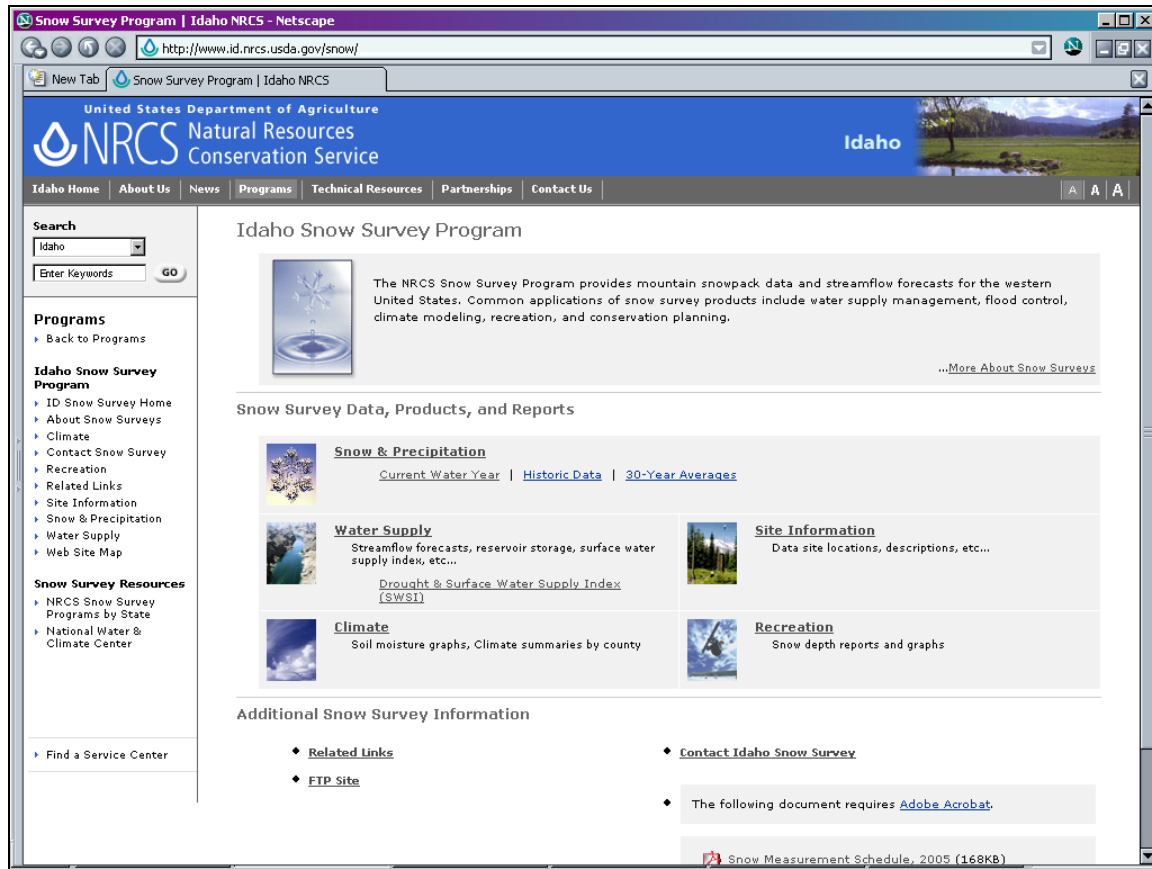 Snow Survey Program | Idaho NRCS - Netscape
http://www.id.nrcs.usda.gov/snow/
New Tab
Snow Survey Program | Idaho NRCS
United States Department of Agriculture
NRCS
Natural Resources
Conservation Service
Idaho
Idaho Home | About Us | News | Programs | Technical Resources | Partnerships | Contact Us |
A | A | A |
Search
Idaho
Enter Keywords
GO
Programs
Back to Programs
Idaho Snow Survey
Program
ID Snow Survey Home
About Snow Surveys
Climate
Contact Snow Survey
Recreation
Related Links
Site Information
Snow & Precipitation
Water Supply
Web Site Map
Snow Survey Resources
NRCS Snow Survey
Programs by State
National Water &
Climate Center
Find a Service Center
Idaho Snow Survey Program
The NRCS Snow Survey Program provides mountain snowpack data and streamflow forecasts for the western
United States. Common applications of snow survey products include water supply management, flood control,
climate modeling, recreation, and conservation planning.
...More About Snow Surveys
Snow Survey Data, Products, and Reports
Snow & Precipitation
Current Water Year | Historic Data | 30-Year Averages
Water Supply
Streamflow forecasts, reservoir storage, surface water
supply index, etc...
Drought & Surface Water Supply Index
(SWSI)
Site Information
Data site locations, descriptions, etc...
Climate
Soil moisture graphs, Climate summaries by county
Recreation
Snow depth reports and graphs
Additional Snow Survey Information
Related Links
FTP Site
Contact Idaho Snow Survey
The following document requires Adobe Acrobat.
Snow Measurement Schedule, 2005 (168KB)